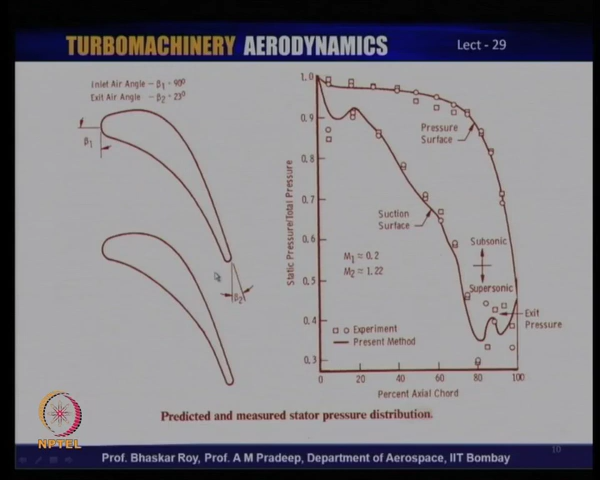 TURBOMACHINERY AERODYNAMICS
Lect - 29
Inlet Air Angle – β1 - 90°
Exit Air Angle – β2 - 23°
β1
β2
Static Pressure/Total Pressure
1.0
0.9
0.8
0.7
0.6
0.5
0.4
0.3
Pressure
Surface
Suction
Surface
M1 = 0.2
M2 = 1.22
Subsonic
Supersonic
Exit
Pressure
Experiment
Present Method
0 20 40 60 80 100
Percent Axial Chord
Predicted and measured stator pressure distribution.
NPTEL
Prof. Bhaskar Roy, Prof. A M Pradeep, Department of Aerospace, IIT Bombay
10